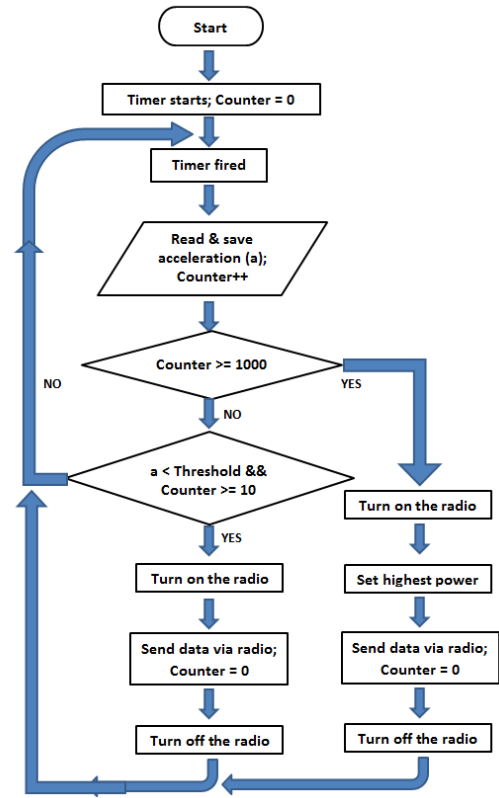 Start
Timer starts; Counter = 0
Timer fired
Read & save
acceleration (a);
Counter++
Counter >= 1000
NO
YES
NO
a < Threshold &&
Counter >= 10
YES
Turn on the radio
Send data via radio;
Counter = 0
Turn off the radio
Turn on the radio
Set highest power
Send data via radio;
Counter = 0
Turn off the radio